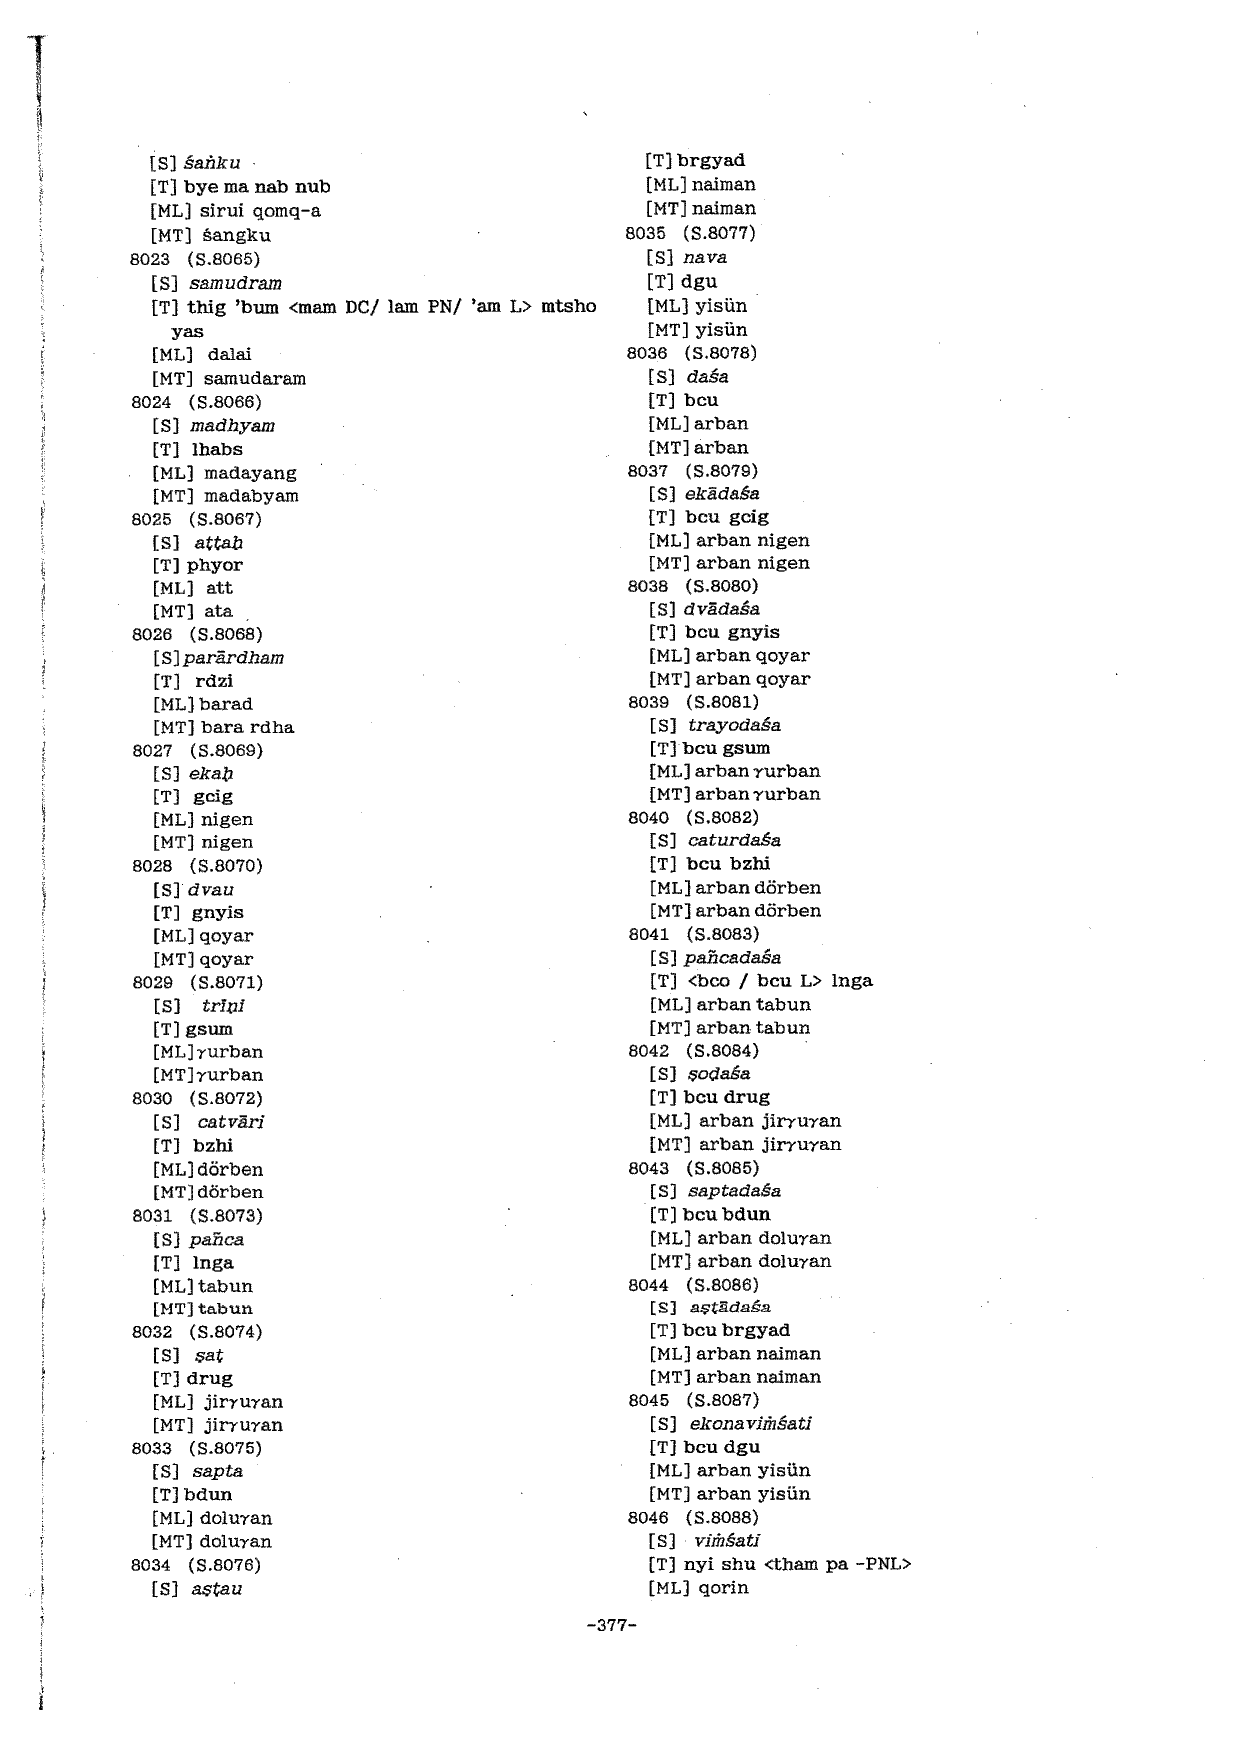 [S] śaṅku
[T] bye ma nab nub
[ML] sirui qomq-a
[MT] śangku
8023 (S.8065)
[S] samudram
[T] thig 'bum <mam DC/ lam PN/ 'am L> mtsho
yas
[ML] dalai
[MT] samudaram
8024 (S.8066)
[S] madhyam
[T] lhabs
[ML] madayang
[MT] madabyam
8025 (S.8067)
[S] aṭṭaḥ
[T] phyor
[ML] att
[MT] ata
8026 (S.8068)
[S] parārdham
[T] rdzi
[ML] barad
[MT] bara rdha
8027 (S.8069)
[S] ekaḥ
[T] gcig
[ML] nigen
[MT] nigen
8028 (S.8070)
[S] dvau
[T] gnyis
[ML] qoyar
[MT] qoyar
8029 (S.8071)
[S] trīṇi
[T] gsum
[ML] γurban
[MT] γurban
8030 (S.8072)
[S] catvāri
[T] bzhi
[ML] dörben
[MT] dörben
8031 (S.8073)
[S] pañca
[T] lnga
[ML] tabun
[MT] tabun
8032 (S.8074)
[S] ṣaṭ
[T] drug
[ML] jirγuγan
[MT] jirγuγan
8033 (S.8075)
[S] sapta
[T] bdun
[ML] doluγan
[MT] doluγan
8034 (S.8076)
[S] aṣṭau
[T] brgyad
[ML] naiman
[MT] naiman
8035 (S.8077)
[S] nava
[T] dgu
[ML] yisün
[MT] yisün
8036 (S.8078)
[S] daśa
[T] bcu
[ML] arban
[MT] arban
8037 (S.8079)
[S] ekādaśa
[T] bcu gcig
[ML] arban nigen
[MT] arban nigen
8038 (S.8080)
[S] dvādaśa
[T] bcu gnyis
[ML] arban qoyar
[MT] arban qoyar
8039 (S.8081)
[S] trayodaśa
[T] bcu gsum
[ML] arban γurban
[MT] arban γurban
8040 (S.8082)
[S] caturdaśa
[T] bcu bzhi
[ML] arban dörben
[MT] arban dörben
8041 (S.8083)
[S] pañcadaśa
[T] <bco / bcu L> lnga
[ML] arban tabun
[MT] arban tabun
8042 (S.8084)
[S] ṣoḍaśa
[T] bcu drug
[ML] arban jirγuγan
[MT] arban jirγuγan
8043 (S.8085)
[S] saptadaśa
[T] bcu bdun
[ML] arban doluγan
[MT] arban doluγan
8044 (S.8086)
[S] aṣṭādaśa
[T] bcu brgyad
[ML] arban naiman
[MT] arban naiman
8045 (S.8087)
[S] ekonaviṁśati
[T] bcu dgu
[ML] arban yisün
[MT] arban yisün
8046 (S.8088)
[S] viṁśati
[T] nyi shu <tham pa -PNL>
[ML] qorin
-377-